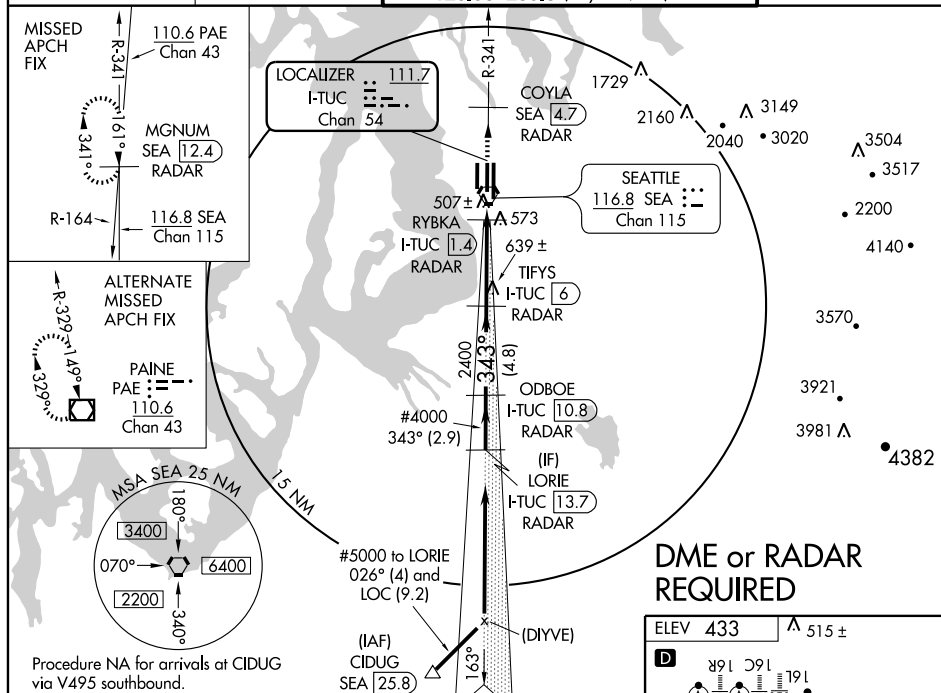 MISSED
APCH
FIX
R-341
110.6 PAE
Chan 43
341°
161°
MGNUM
SEA 12.4
RADAR
R-164
116.8 SEA
Chan 115
ALTERNATE
MISSED
APCH FIX
R-329
149°
329°
PAINE
PAE
110.6
Chan 43
LOCALIZER 111.7
I-TUC
Chan 54
R-341
COYLA
SEA 4.7
RADAR
SEATTLE
116.8 SEA
Chan 115
507 ±
573
RYBKA
I-TUC 1.4
RADAR
639 ±
TIFYS
I-TUC 6
RADAR
2400
343°
(4.8)
ODBOE
I-TUC 10.8
RADAR
#4000
343° (2.9)
(IF)
LORIE
I-TUC 13.7
RADAR
15 NM
#5000 to LORIE
026° (4) and
LOC (9.2)
(DIYVE)
(IAF)
CIDUG
SEA 25.8
163°
1729
2160
2040
3149
3020
3504
3517
2200
4140
3570
3921
3981
4382
MSA SEA 25 NM
180°
3400
070°
6400
2200
340°
Procedure NA for arrivals at CIDUG
via V495 southbound.
DME or RADAR
REQUIRED
ELEV 433
515 ±
D
16R
16C
16L